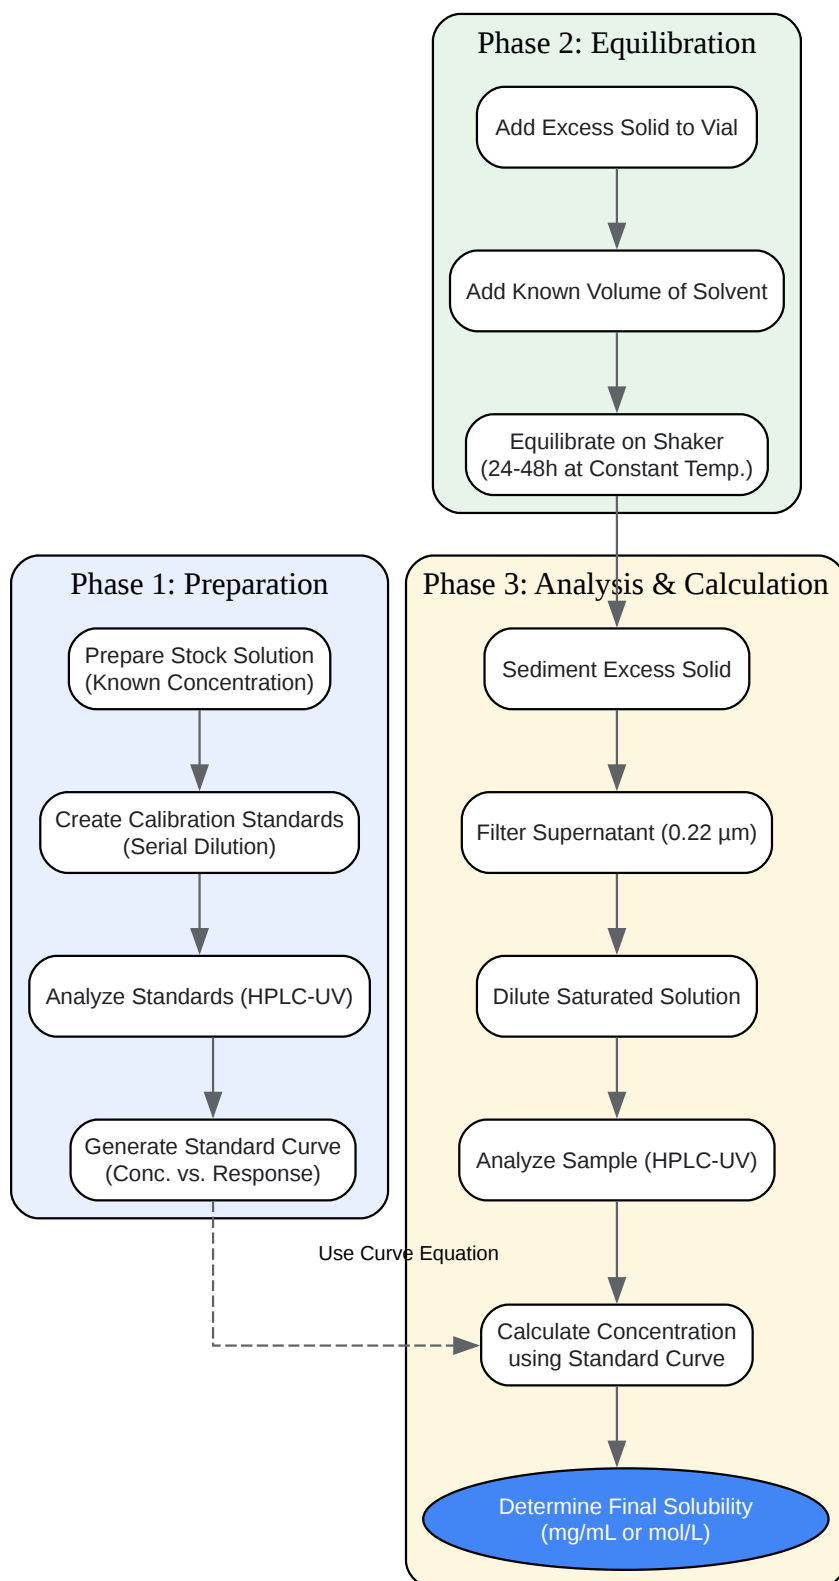 Phase 2: Equilibration
Add Excess Solid to Vial
Add Known Volume of Solvent
Equilibrate on Shaker
(24-48h at Constant Temp.)
Phase 1: Preparation
Prepare Stock Solution
(Known Concentration)
Create Calibration Standards
(Serial Dilution)
Analyze Standards (HPLC-UV)
Generate Standard Curve
(Conc. vs. Response)
Use Curve Equation
Phase 3: Analysis & Calculation
Sediment Excess Solid
Filter Supernatant (0.22 µm)
Dilute Saturated Solution
Analyze Sample (HPLC-UV)
Calculate Concentration
using Standard Curve
Determine Final Solubility
(mg/mL or mol/L)